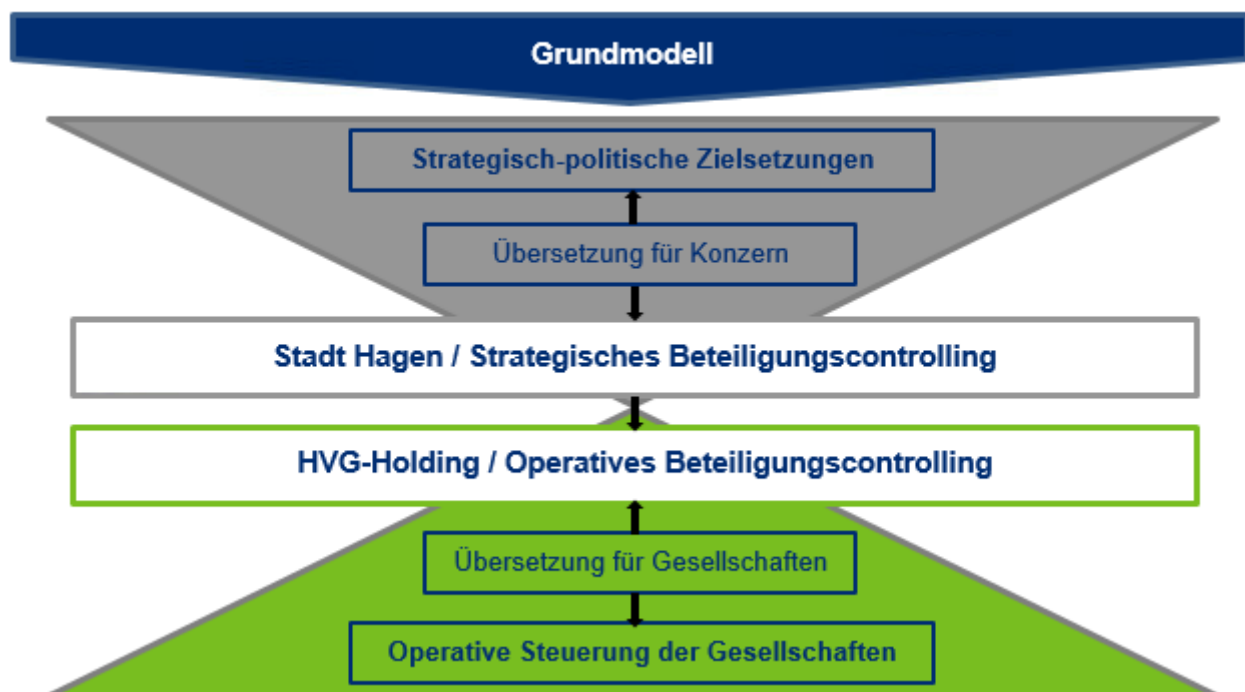 Grundmodell
Strategisch-politische Zielsetzungen
Übersetzung für Konzern
Stadt Hagen / Strategisches Beteiligungscontrolling
HVG-Holding / Operatives Beteiligungscontrolling
Übersetzung für Gesellschaften
Operative Steuerung der Gesellschaften